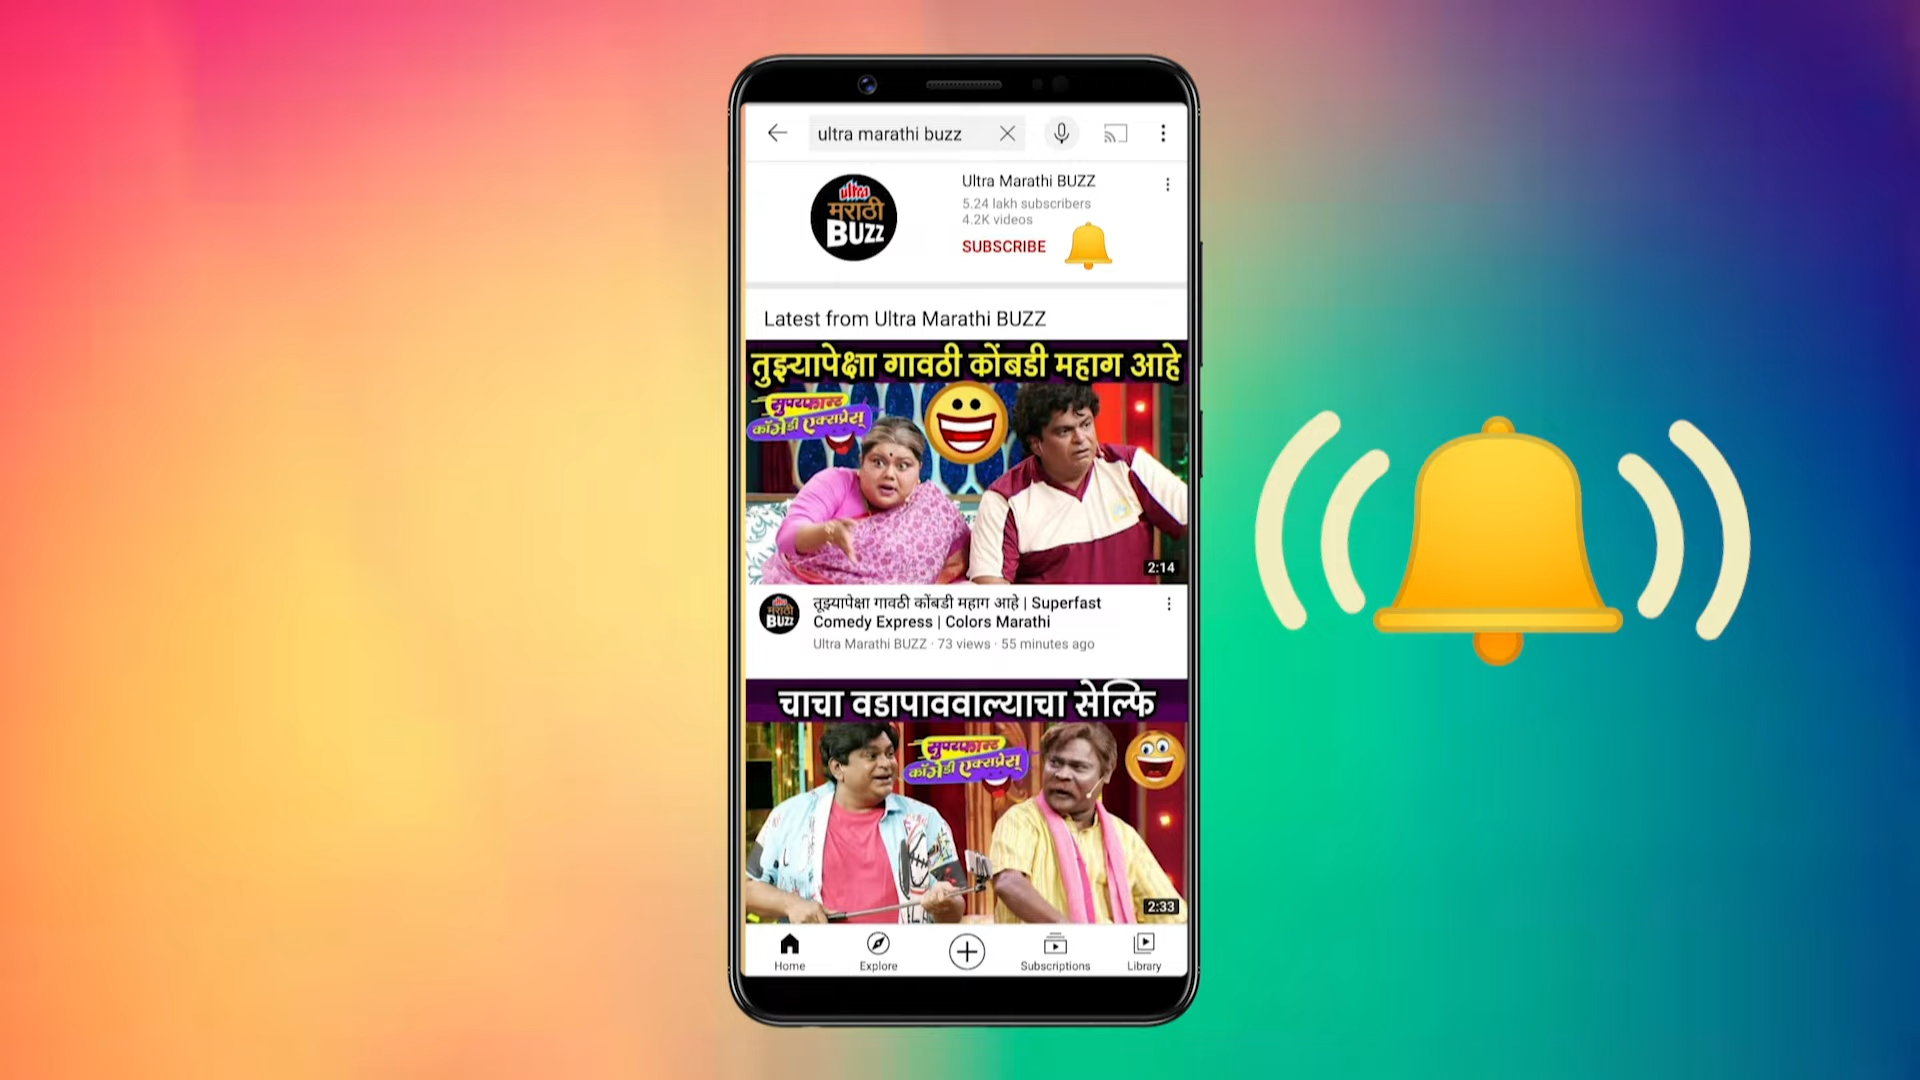 ultra marathi buzz
ultra
मराठी
BUZZ
Ultra Marathi BUZZ
5.24 lakh subscribers
4.2K videos
SUBSCRIBE
Latest from Ultra Marathi BUZZ
तुझ्यापेक्षा गावठी कोंबडी महाग आहे
सुपरफास्ट
कॉमेडी एक्सप्रेस्
2:14
ultra
मराठी
BUZZ
तूझ्यापेक्षा गावठी कोंबडी महाग आहे | Superfast
Comedy Express | Colors Marathi
Ultra Marathi BUZZ · 73 views · 55 minutes ago
चाचा वडापाववाल्याचा सेल्फि
सुपरफास्ट
कॉमेडी एक्सप्रेस्
2:33
Home
Explore
Subscriptions
Library